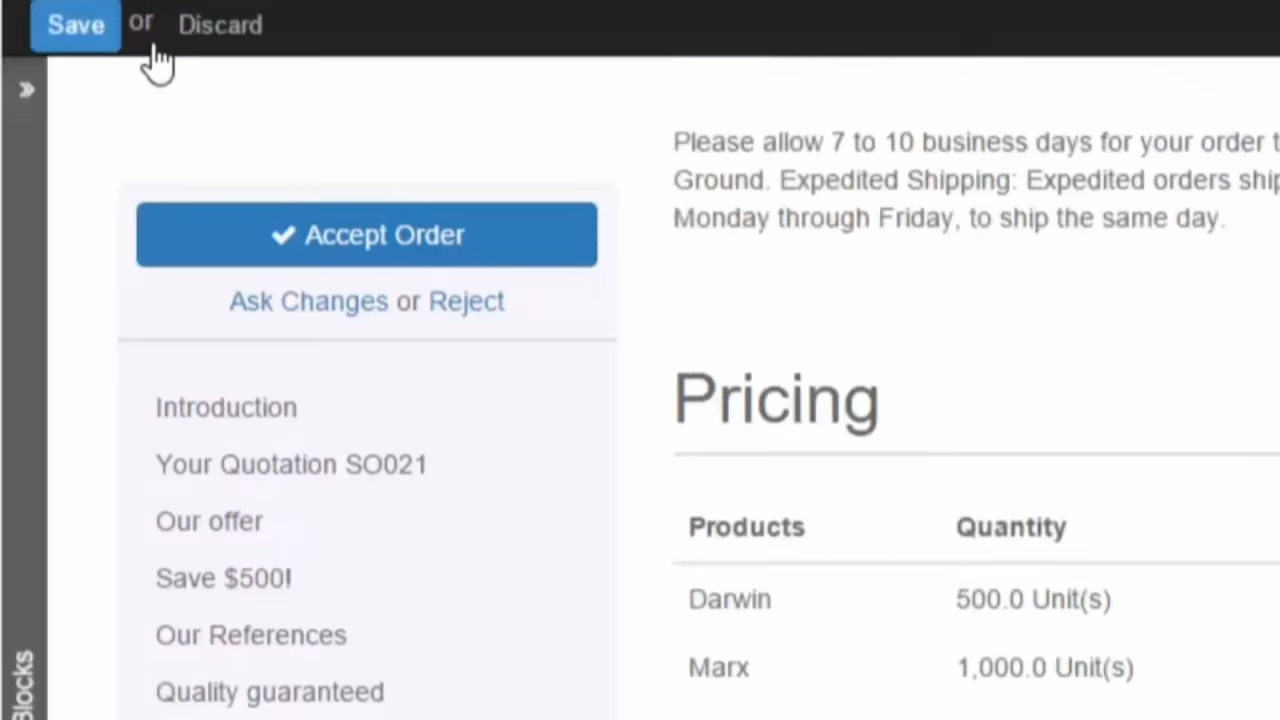 Save or Discard
Please allow 7 to 10 business days for your order
Ground. Expedited Shipping: Expedited orders
Monday through Friday, to ship the same day.
Accept Order
Ask Changes or Reject
Introduction
Your Quotation SO021
Our offer
Save $500!
Our References
Quality guaranteed
Pricing
Products Quantity
Darwin 500.0 Unit(s)
Marx 1,000.0 Unit(s)
Blocks